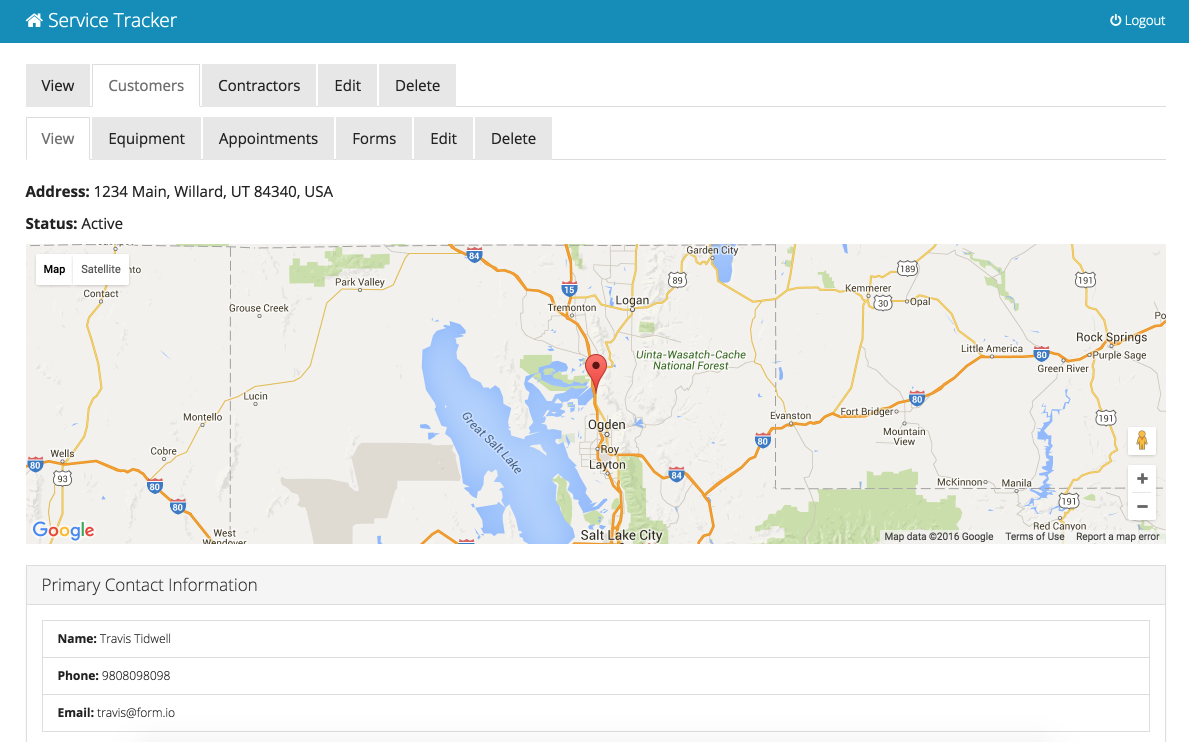 Service Tracker
Logout
View Customers Contractors Edit Delete
View Equipment Appointments Forms Edit Delete
Address: 1234 Main, Willard, UT 84340, USA
Status: Active
Map Satellite
Contact
Grouse Creek
Park Valley
84
15
Tremonton
Logan
89
Garden City
189
Kemmerer
30
Opal
191
Rock Springs
Purple Sage
Little America
80
Green River
Uinta-Wasatch-Cache
National Forest
Lucin
Montello
Cobre
Wells
80
93
80
80
West
Wendover
Great Salt Lake
Ogden
Roy
Layton
84
Salt Lake City
Evanston
80
Fort Bridger
80
Mountain
View
191
McKinnon
Manila
191
Red Canyon
Google
Map data ©2016 Google Terms of Use Report a map error
Primary Contact Information
Name: Travis Tidwell
Phone: 9808098098
Email: travis@form.io